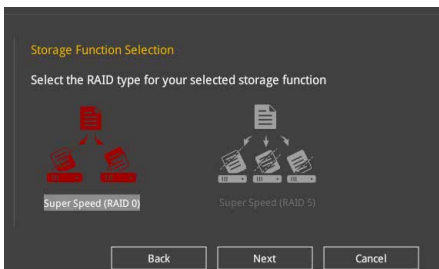 Storage Function Selection
Select the RAID type for your selected storage function
Super Speed (RAID 0) Super Speed (RAID 5)
Back Next Cancel